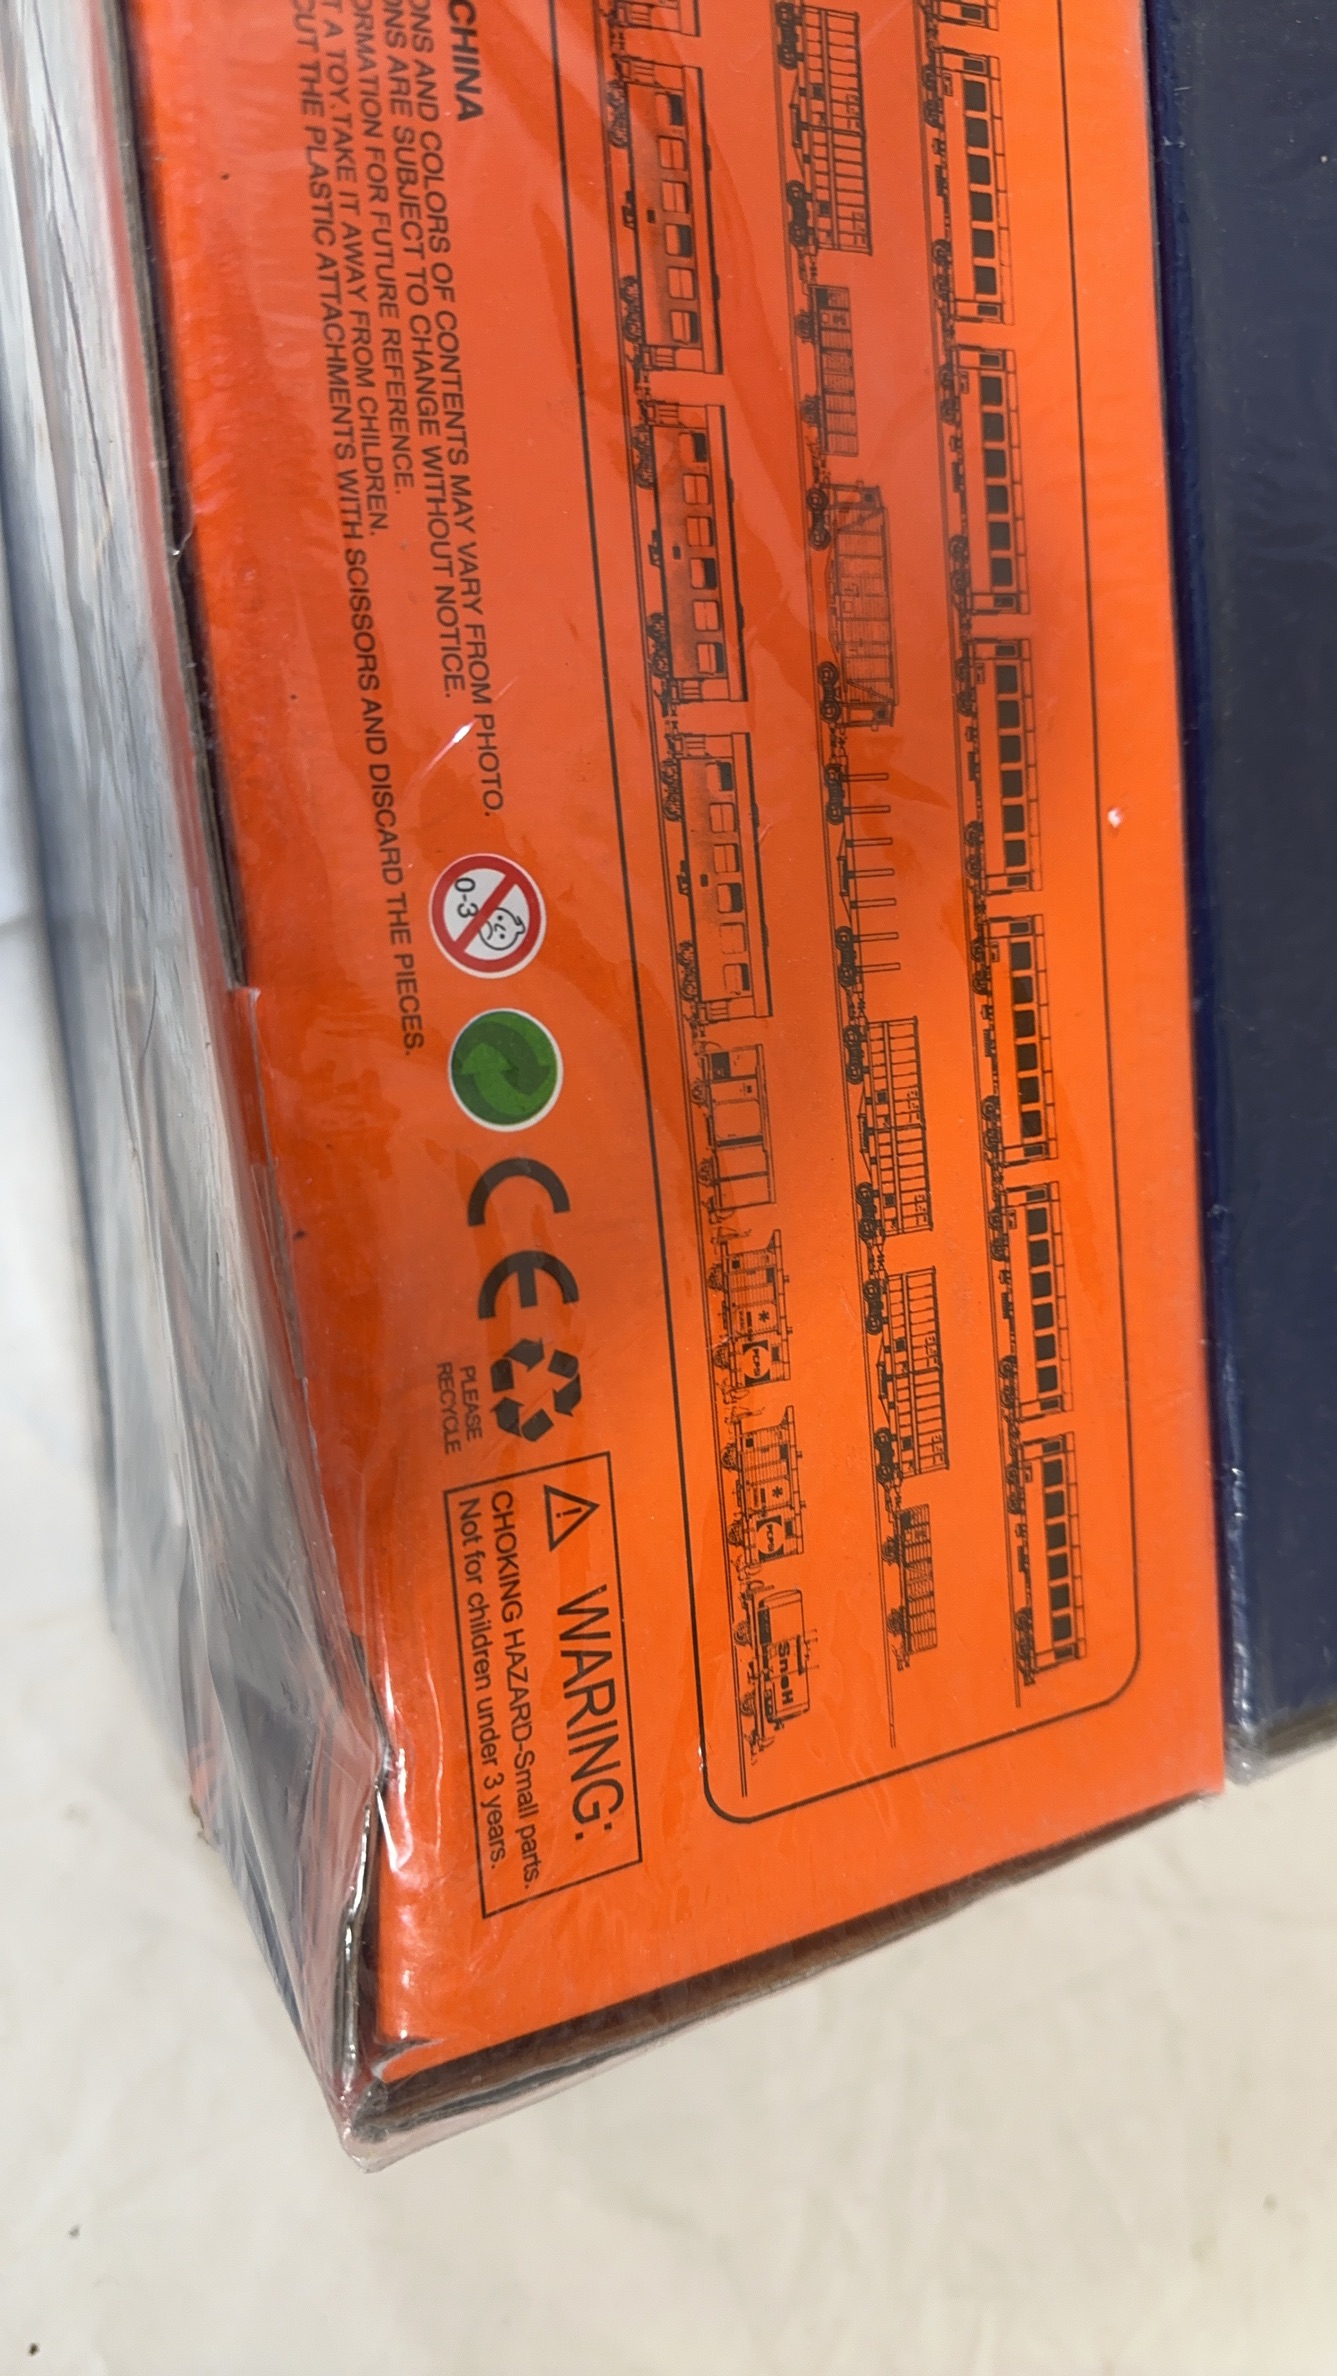 CHINA
ONS AND COLORS OF CONTENTS MAY VARY FROM PHOTO.
ONS ARE SUBJECT TO CHANGE WITHOUT NOTICE.
ORMATION FOR FUTURE REFERENCE.
T A TOY. TAKE IT AWAY FROM CHILDREN.
CUT THE PLASTIC ATTACHMENTS WITH SCISSORS AND DISCARD THE PIECES.
0-3
CE
PLEASE
RECYCLE
WARING:
CHOKING HAZARD-Small parts.
Not for children under 3 years.